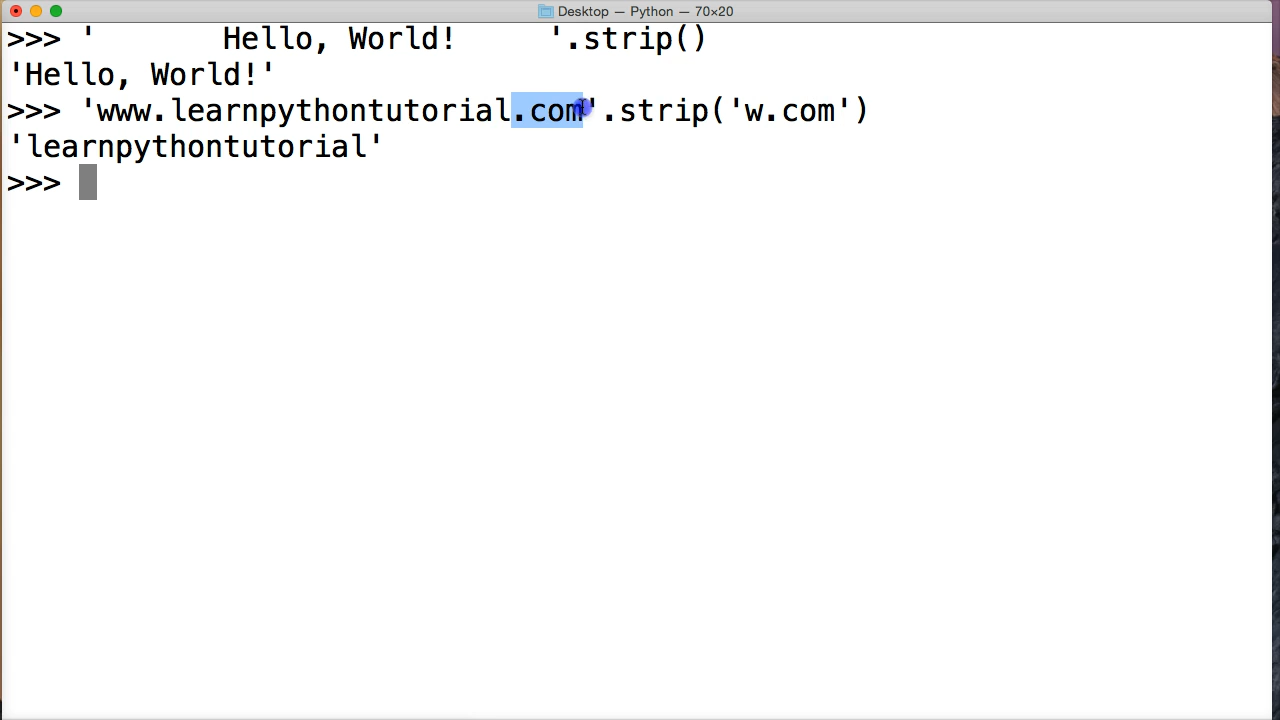 Desktop — Python — 70×20
>>> '       Hello, World!     '.strip()
'Hello, World!'
>>> 'www.learnpythontutorial.com'.strip('w.com')
'learnpythontutorial'
>>>